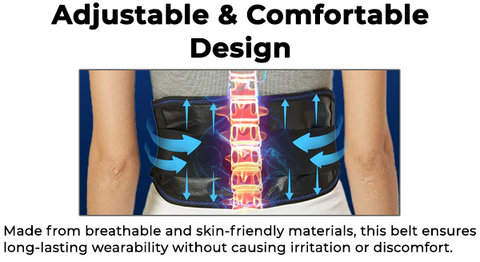 Adjustable & Comfortable
Design
Made from breathable and skin-friendly materials, this belt ensures
long-lasting wearability without causing irritation or discomfort.